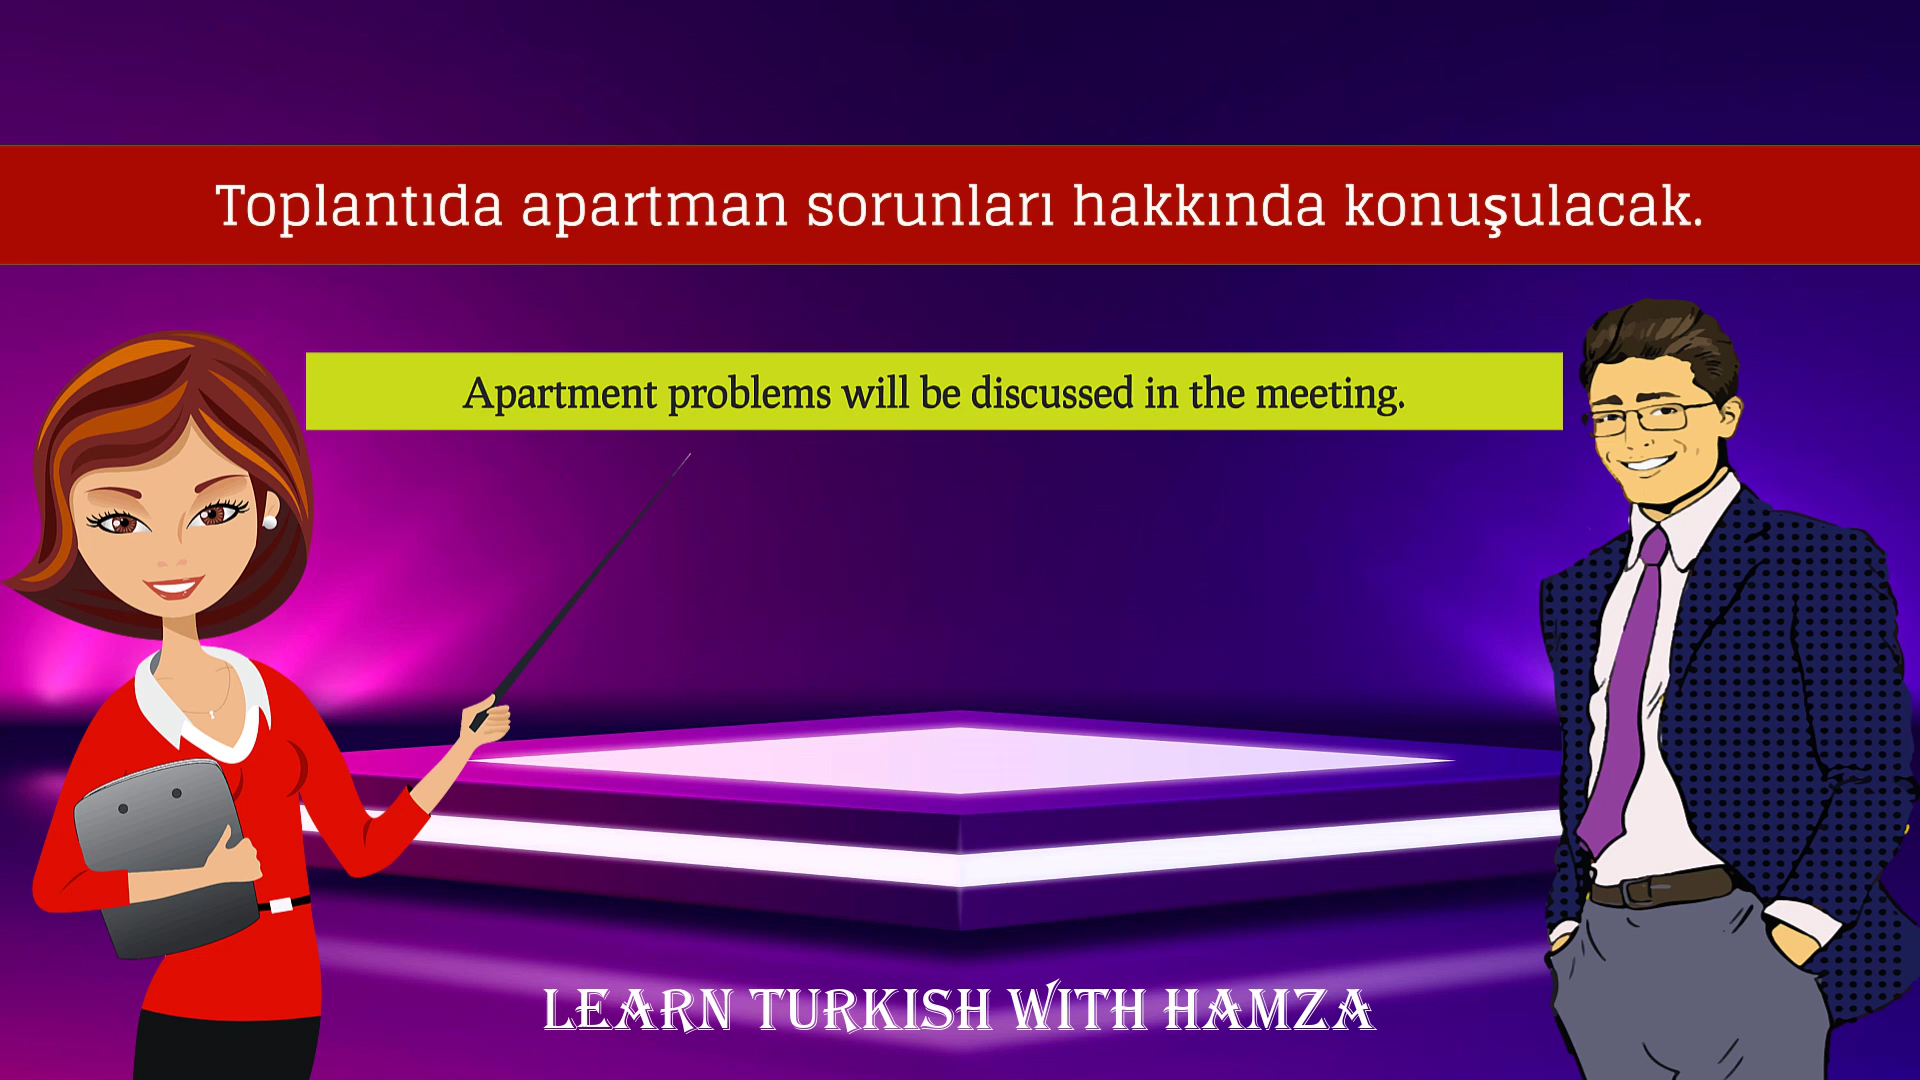 Toplantıda apartman sorunları hakkında konuşulacak.
Apartment problems will be discussed in the meeting.
LEARN TURKISH WITH HAMZA